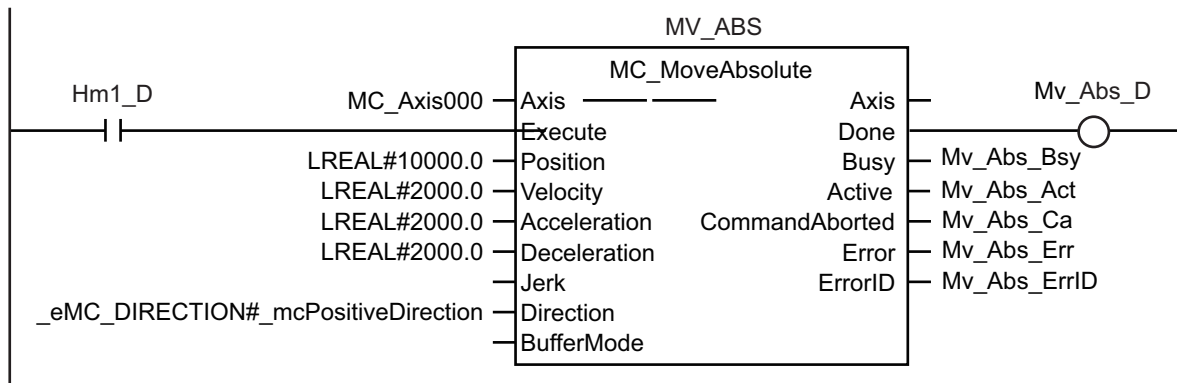 MV_ABS
MC_MoveAbsolute
Hm1_D
MC_Axis000 Axis Axis Mv_Abs_D
Execute Done
LREAL#10000.0 Position Busy Mv_Abs_Bsy
LREAL#2000.0 Velocity Active Mv_Abs_Act
LREAL#2000.0 Acceleration CommandAborted Mv_Abs_Ca
LREAL#2000.0 Deceleration Error Mv_Abs_Err
Jerk ErrorID Mv_Abs_ErrID
_eMC_DIRECTION#_mcPositiveDirection Direction
BufferMode